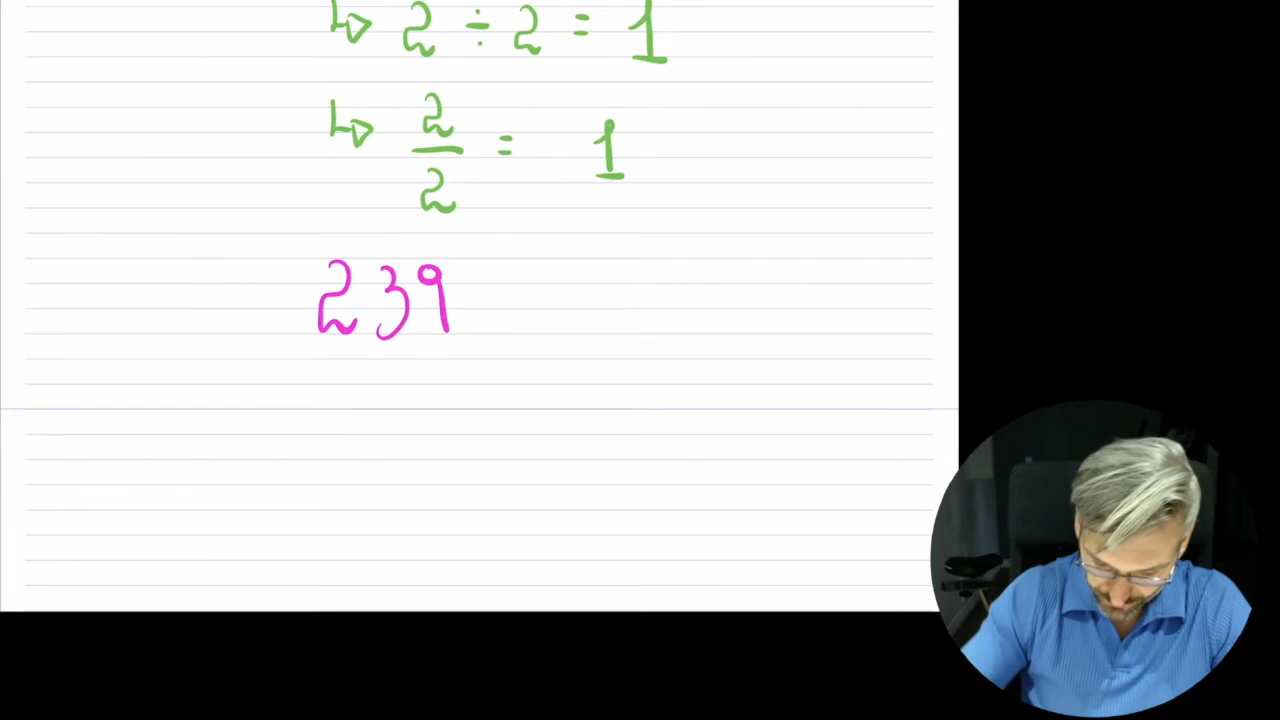 ↳ 2 ÷ 2 = 1
↳ 2/2 = 1
239